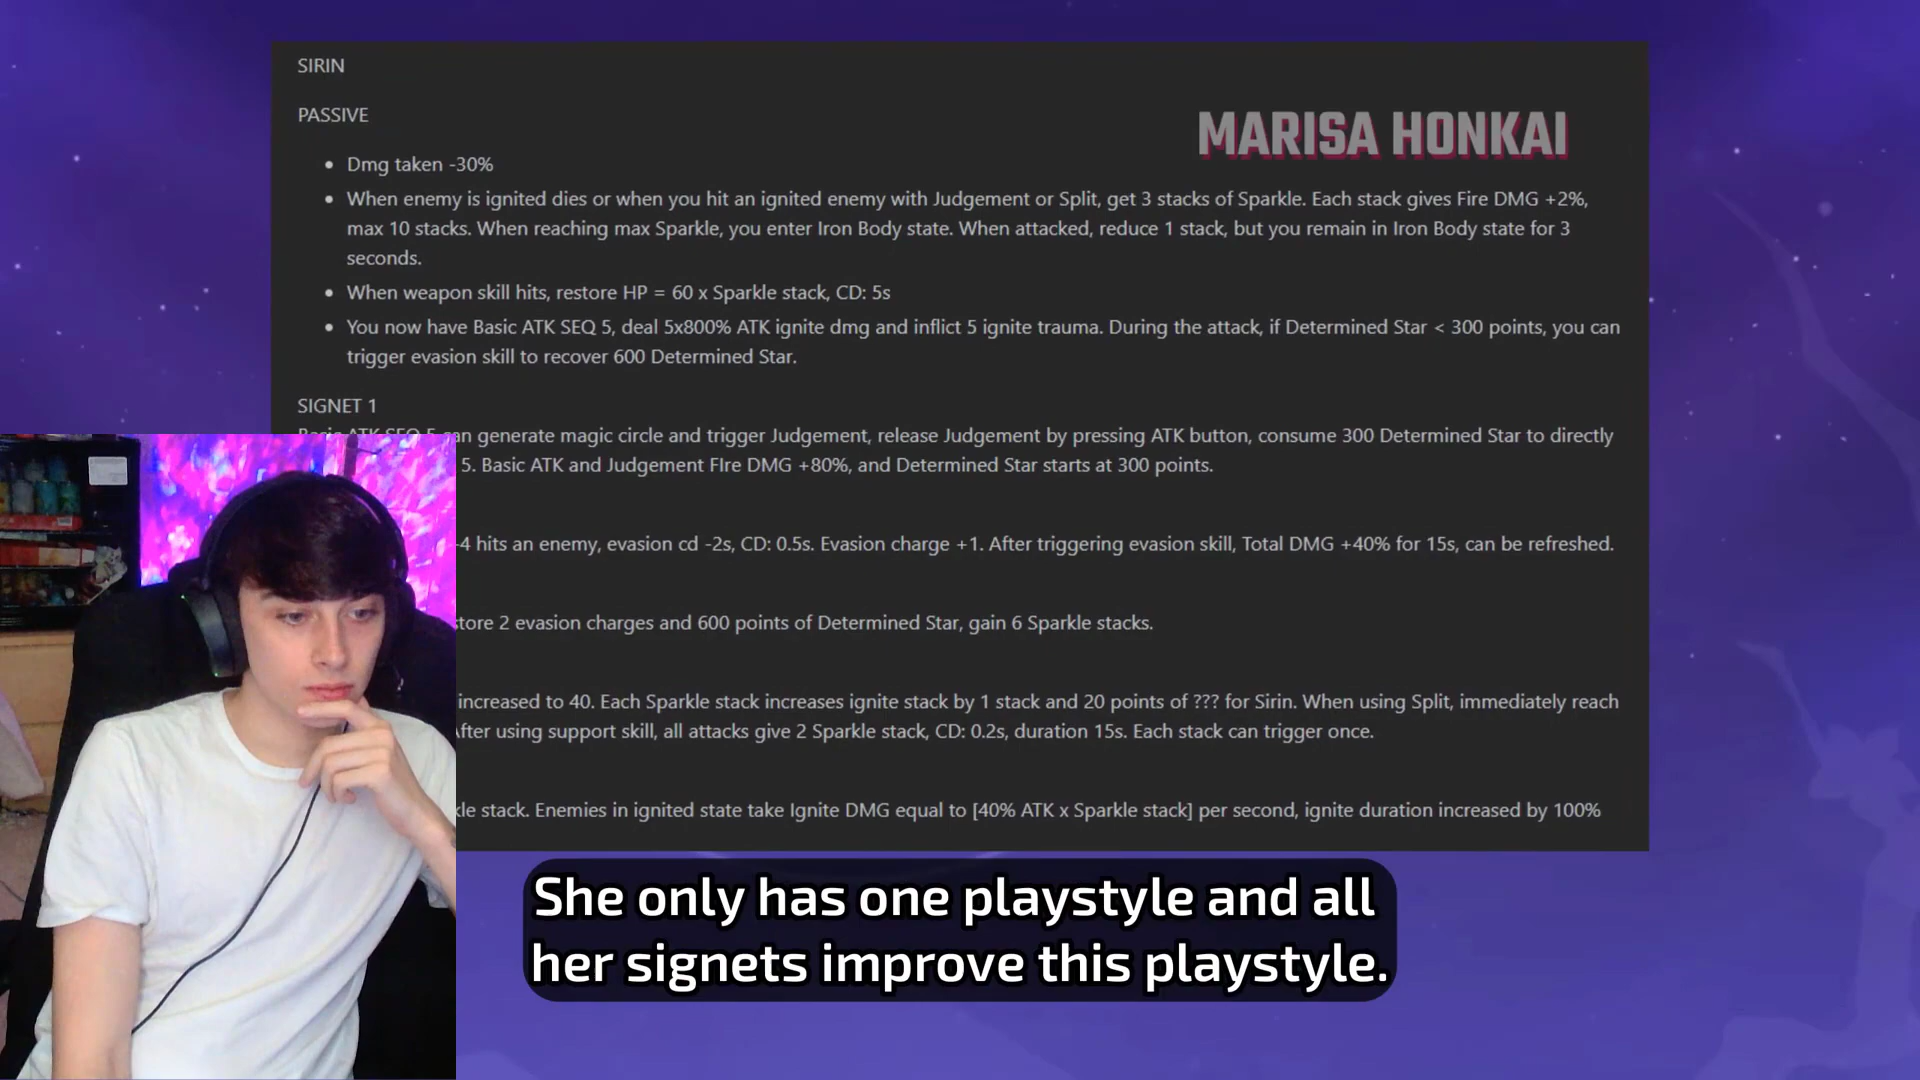 SIRIN
PASSIVE
MARISA HONKAI
• Dmg taken -30%
• When enemy is ignited dies or when you hit an ignited enemy with Judgement or Split, get 3 stacks of Sparkle. Each stack gives Fire DMG +2%,
max 10 stacks. When reaching max Sparkle, you enter Iron Body state. When attacked, reduce 1 stack, but you remain in Iron Body state for 3
seconds.
• When weapon skill hits, restore HP = 60 x Sparkle stack, CD: 5s
• You now have Basic ATK SEQ 5, deal 5x800% ATK ignite dmg and inflict 5 ignite trauma. During the attack, if Determined Star < 300 points, you can
trigger evasion skill to recover 600 Determined Star.
SIGNET 1
Basic ATK SEQ 5 can generate magic circle and trigger Judgement, release Judgement by pressing ATK button, consume 300 Determined Star to directly
5. Basic ATK and Judgement FIre DMG +80%, and Determined Star starts at 300 points.
-4 hits an enemy, evasion cd -2s, CD: 0.5s. Evasion charge +1. After triggering evasion skill, Total DMG +40% for 15s, can be refreshed.
2 evasion charges and 600 points of Determined Star, gain 6 Sparkle stacks.
increased to 40. Each Sparkle stack increases ignite stack by 1 stack and 20 points of ??? for Sirin. When using Split, immediately reach
After using support skill, all attacks give 2 Sparkle stack, CD: 0.2s, duration 15s. Each stack can trigger once.
stack. Enemies in ignited state take Ignite DMG equal to [40% ATK x Sparkle stack] per second, ignite duration increased by 100%
She only has one playstyle and all
her signets improve this playstyle.